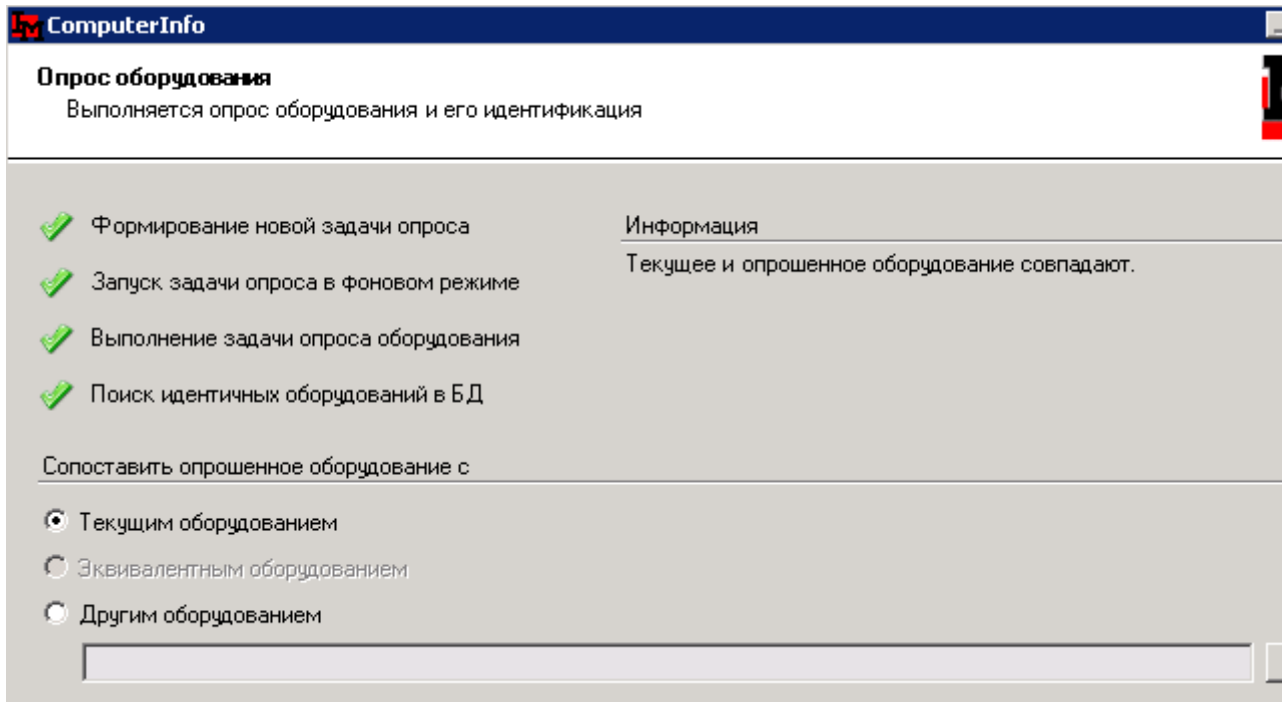 ComputerInfo
Опрос оборудования
Выполняется опрос оборудования и его идентификация
Формирование новой задачи опроса
Запуск задачи опроса в фоновом режиме
Выполнение задачи опроса оборудования
Поиск идентичных оборудований в БД
Информация
Текущее и опрошенное оборудование совпадают.
Сопоставить опрошенное оборудование с
Текущим оборудованием
Эквивалентным оборудованием
Другим оборудованием